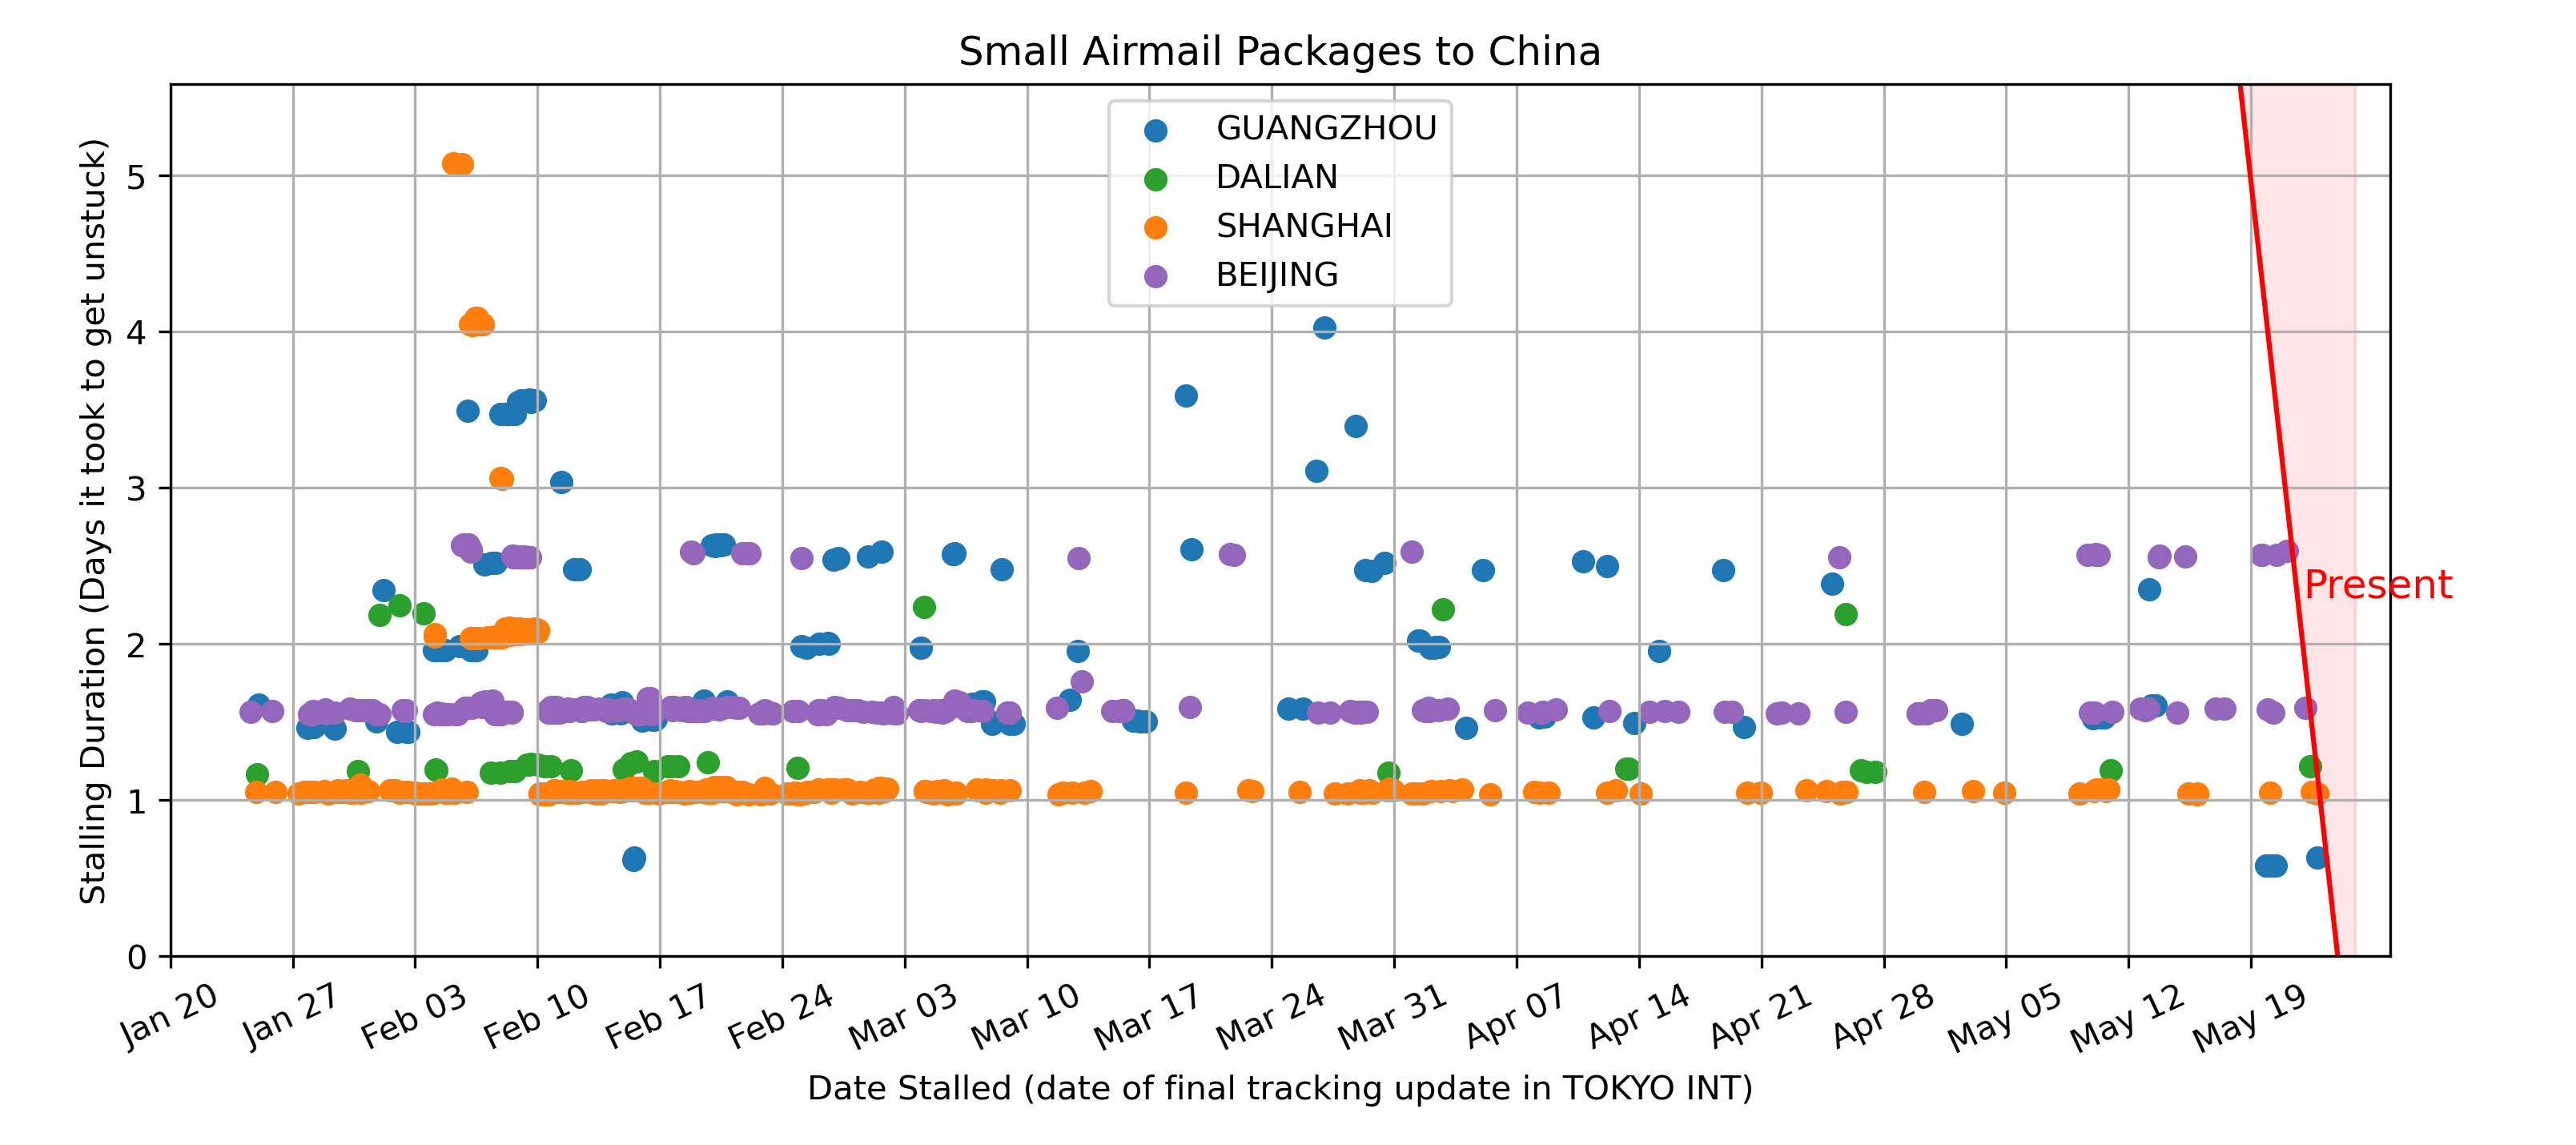 Small Airmail Packages to China
GUANGZHOU
DALIAN
SHANGHAI
BEIJING
Stalling Duration (Days it took to get unstuck)
5
4
3
2
1
0
Present
Jan 20
Jan 27
Feb 03
Feb 10
Feb 17
Feb 24
Mar 03
Mar 10
Mar 17
Mar 24
Mar 31
Apr 07
Apr 14
Apr 21
Apr 28
May 05
May 12
May 19
Date Stalled (date of final tracking update in TOKYO INT)